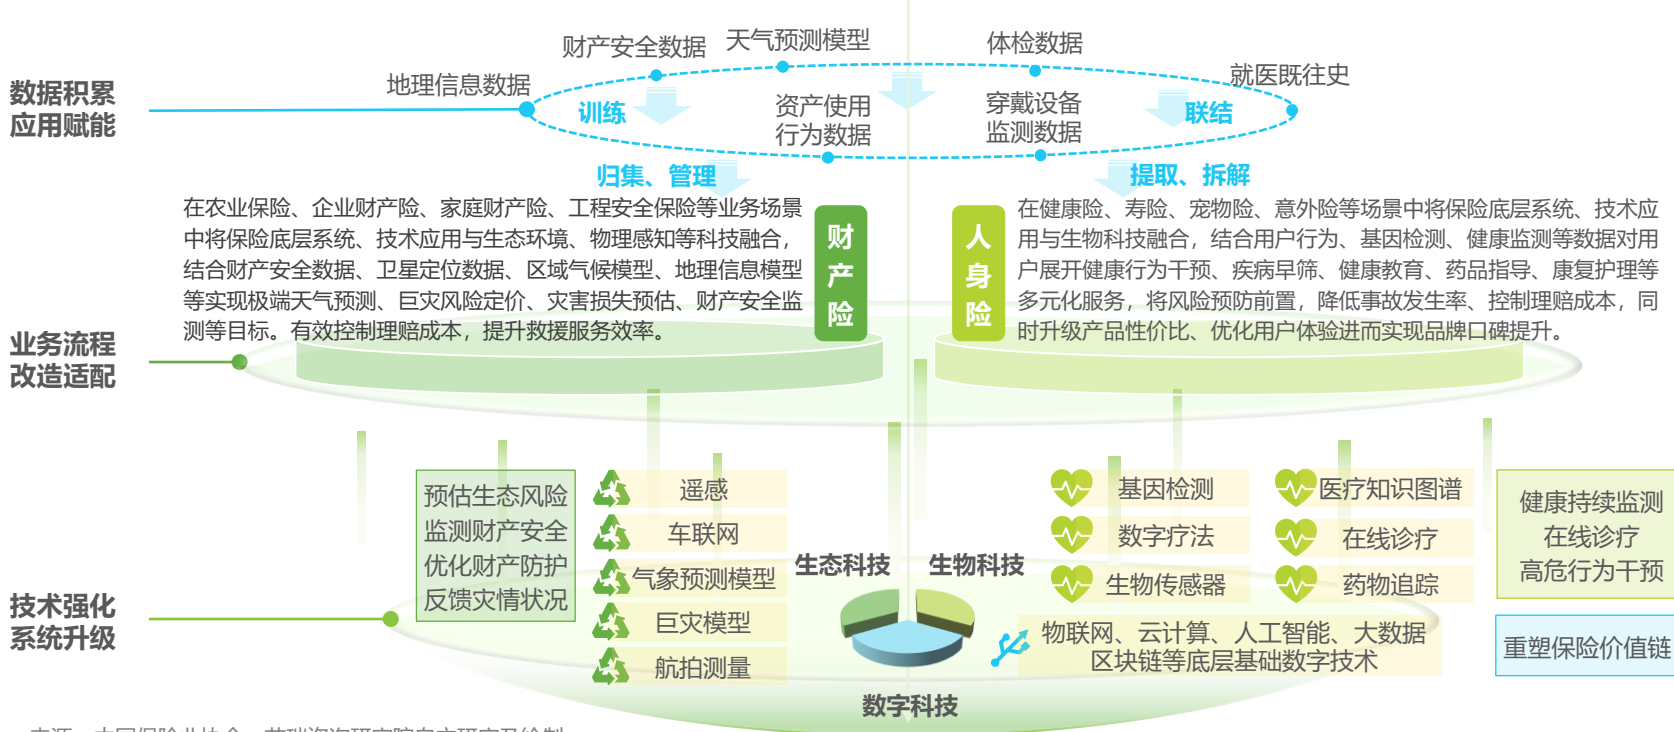 财产安全数据
天气预测模型
体检数据
地理信息数据
就医既往史
数据积累
应用赋能
训练
资产使用
行为数据
穿戴设备
监测数据
联结
归集、管理
提取、拆解
在农业保险、企业财产险、家庭财产险、工程安全保险等业务场景
中将保险底层系统、技术应用与生态环境、物理感知等科技融合，
结合财产安全数据、卫星定位数据、区域气候模型、地理信息模型
等实现极端天气预测、巨灾风险定价、灾害损失预估、财产安全监
测等目标。有效控制理赔成本，提升救援服务效率。
财产险
人身险
在健康险、寿险、宠物险、意外险等场景中将保险底层系统、技术应
用与生物科技融合，结合用户行为、基因检测、健康监测等数据对用
户展开健康行为干预、疾病早筛、健康教育、药品指导、康复护理等
多元化服务，将风险预防前置，降低事故发生率、控制理赔成本，同
时升级产品性价比、优化用户体验进而实现品牌口碑提升。
业务流程
改造适配
预估生态风险
监测财产安全
优化财产防护
反馈灾情状况
遥感
车联网
气象预测模型
巨灾模型
航拍测量
生态科技
生物科技
数字科技
基因检测
医疗知识图谱
数字疗法
在线诊疗
生物传感器
药物追踪
物联网、云计算、人工智能、大数据
区块链等底层基础数字技术
健康持续监测
在线诊疗
高危行为干预
重塑保险价值链
技术强化
系统升级